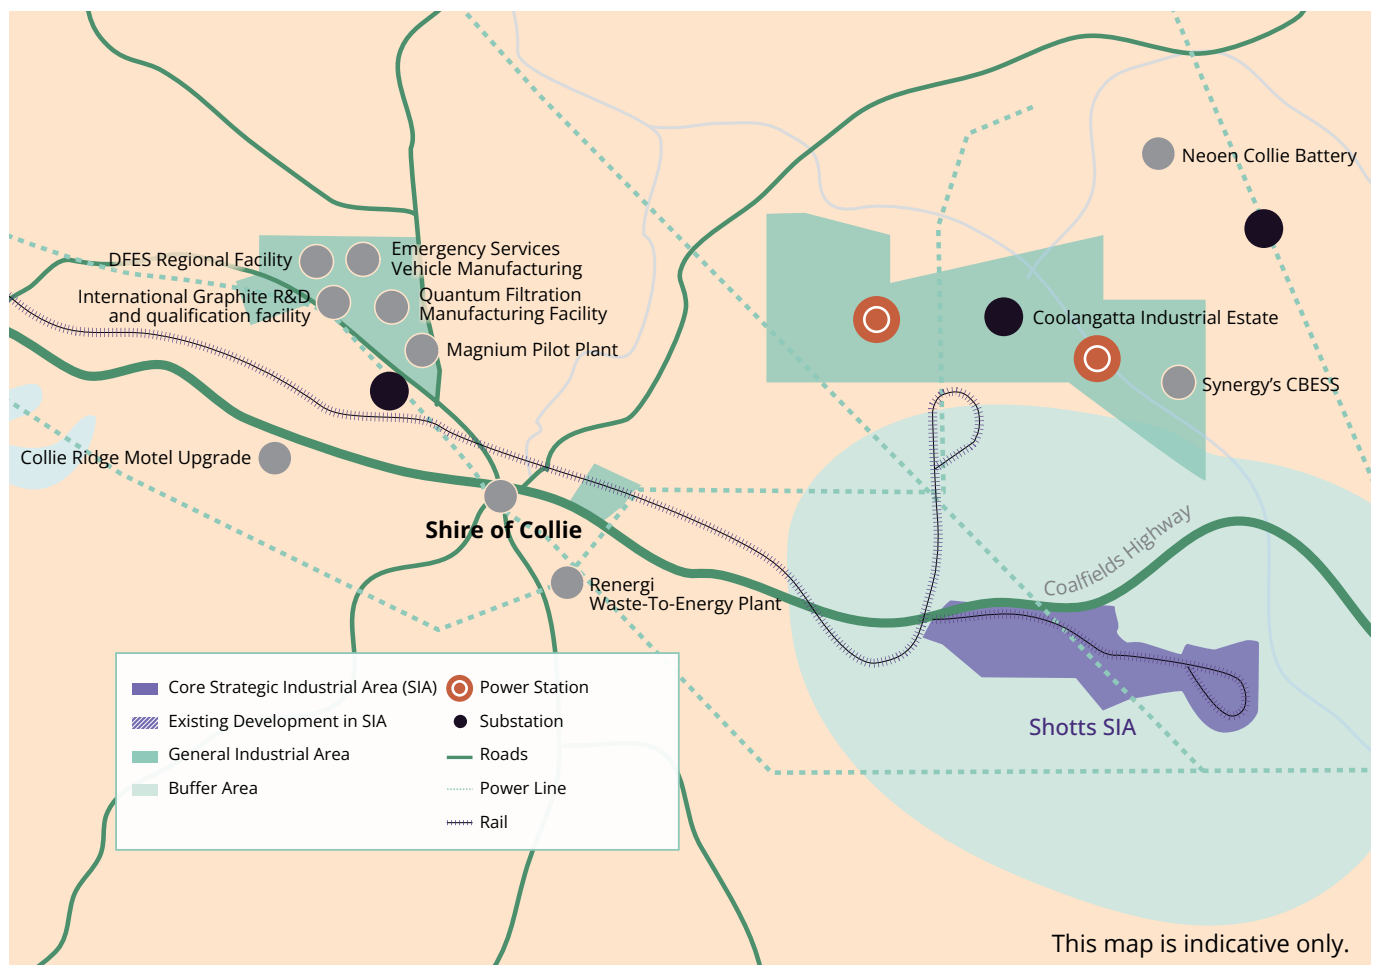 Neoen Collie Battery
DFES Regional Facility
Emergency Services
Vehicle Manufacturing
International Graphite R&D
and qualification facility
Quantum Filtration
Manufacturing Facility
Magnium Pilot Plant
Coolangatta Industrial Estate
Synergy’s CBESS
Collie Ridge Motel Upgrade
Shire of Collie
Renergi
Waste-To-Energy Plant
Coalfields Highway
Shotts SIA
Core Strategic Industrial Area (SIA)
Existing Development in SIA
General Industrial Area
Buffer Area
Power Station
Substation
Roads
Power Line
Rail
This map is indicative only.